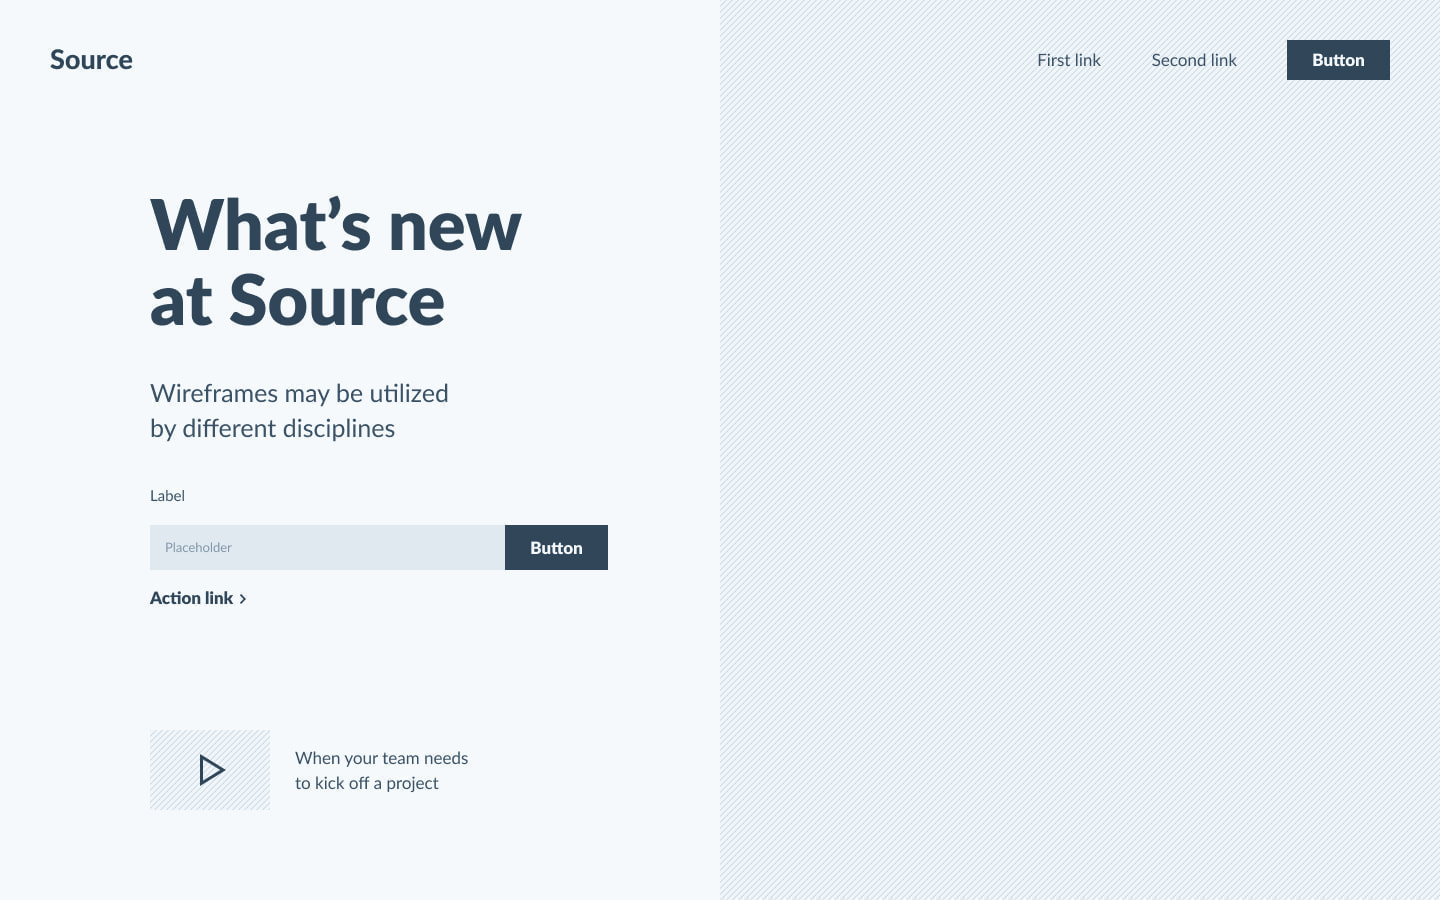 Source
First link
Second link
Button
What’s new
at Source
Wireframes may be utilized
by different disciplines
Label
Placeholder
Button
Action link
When your team needs
to kick off a project